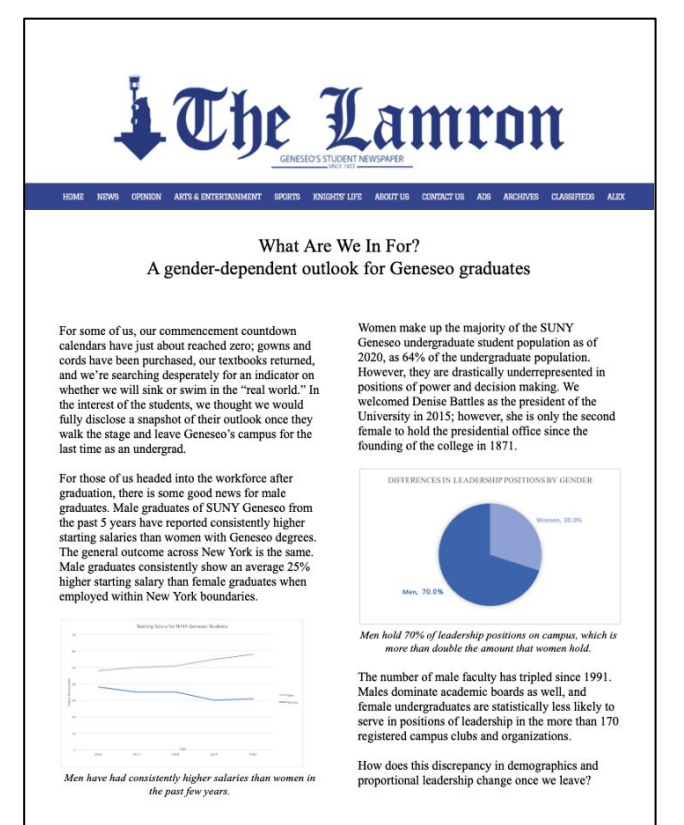 The Lamron
GENESEO'S STUDENT NEWSPAPER
SINCE 1922
HOME NEWS OPINION ARTS & ENTERTAINMENT SPORTS KNIGHTS' LIFE ABOUT US CONTACT US ADS ARCHIVES CLASSIFIEDS ALEX
What Are We In For?
A gender-dependent outlook for Geneseo graduates
For some of us, our commencement countdown
calendars have just about reached zero; gowns and
cords have been purchased, our textbooks returned,
and we're searching desperately for an indicator on
whether we will sink or swim in the “real world.” In
the interest of the students, we thought we would
fully disclose a snapshot of their outlook once they
walk the stage and leave Geneseo's campus for the
last time as an undergrad.
For those of us headed into the workforce after
graduation, there is some good news for male
graduates. Male graduates of SUNY Geneseo from
the past 5 years have reported consistently higher
starting salaries than women with Geneseo degrees.
The general outcome across New York is the same.
Male graduates consistently show an average 25%
higher starting salary than female graduates when
employed within New York boundaries.
Starting Salary for SUNY Geneseo Students
Men have had consistently higher salaries than women in
the past few years.
Women make up the majority of the SUNY
Geneseo undergraduate student population as of
2020, as 64% of the undergraduate population.
However, they are drastically underrepresented in
positions of power and decision making. We
welcomed Denise Battles as the president of the
University in 2015; however, she is only the second
female to hold the presidential office since the
founding of the college in 1871.
DIFFERENCES IN LEADERSHIP POSITIONS BY GENDER
Women, 30.0%
Men, 70.0%
Men hold 70% of leadership positions on campus, which is
more than double the amount that women hold.
The number of male faculty has tripled since 1991.
Males dominate academic boards as well, and
female undergraduates are statistically less likely to
serve in positions of leadership in the more than 170
registered campus clubs and organizations.
How does this discrepancy in demographics and
proportional leadership change once we leave?